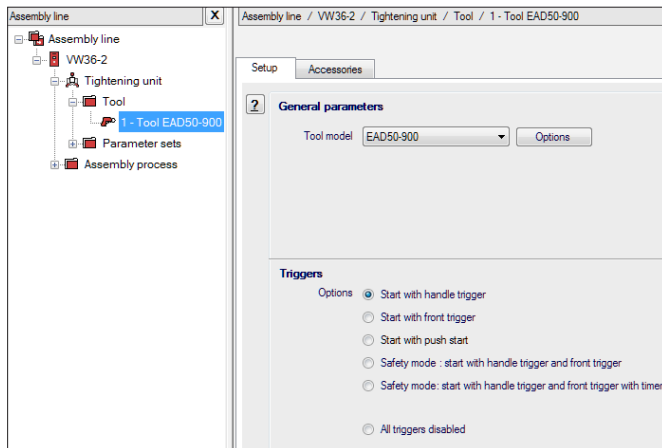 Assembly line X
Assembly line
VW36-2
Tightening unit
Tool
1 - Tool EAD50-900
Parameter sets
Assembly process
Assembly line / VW36-2 / Tightening unit / Tool / 1 - Tool EAD50-900
Setup Accessories
? General parameters
Tool model EAD50-900 Options
Triggers
Options Start with handle trigger
Start with front trigger
Start with push start
Safety mode : start with handle trigger and front trigger
Safety mode: start with handle trigger and front trigger with timer
All triggers disabled